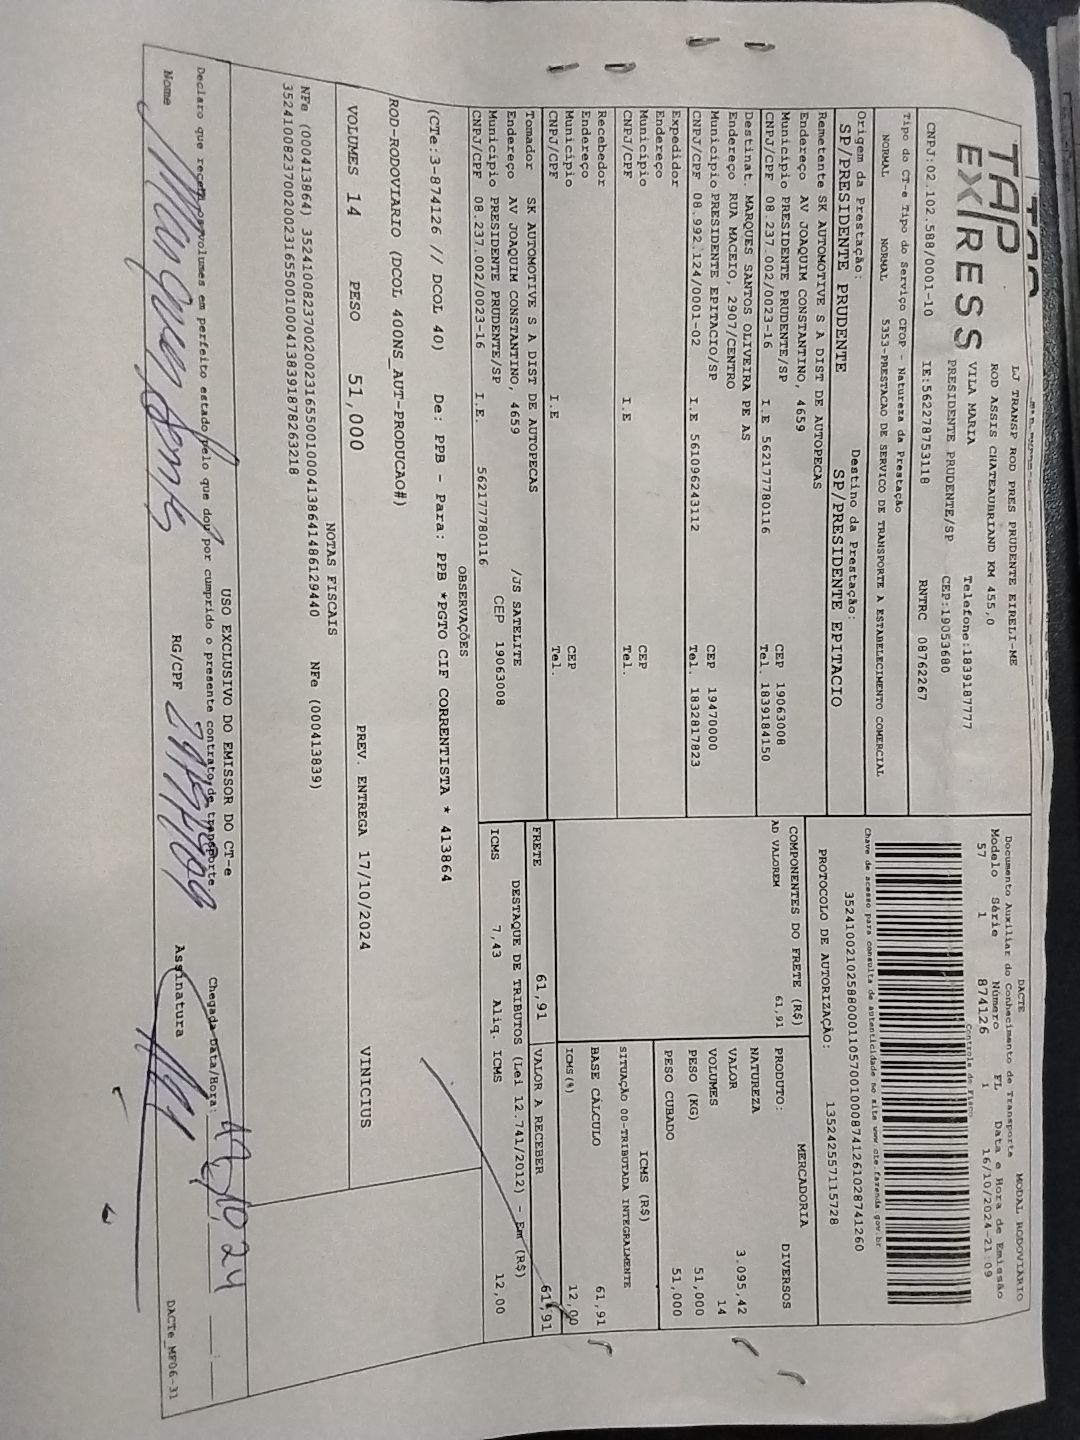 TAP
EXPRESS
LJ TRANSP ROD PRES PRUDENTE EIRELI-ME
ROD ASSIS CHATEAUBRIAND KM 455,0
VILA MARIA Telefone:1839187777
PRESIDENTE PRUDENTE/SP CEP:19053680
CNPJ:02.102.588/0001-10 IE:562278753118 RNTRC 08762267
Tipo do CT-e Tipo do Serviço CFOP - Natureza da Prestação
NORMAL NORMAL 5353-PRESTACAO DE SERVICO DE TRANSPORTE A ESTABELECIMENTO COMERCIAL
Origem da Prestação: Destino da Prestação:
SP/PRESIDENTE PRUDENTE SP/PRESIDENTE EPITACIO
Remetente SK AUTOMOTIVE S A DIST DE AUTOPECAS
Endereço AV JOAQUIM CONSTANTINO, 4659 CEP 19063008
Município PRESIDENTE PRUDENTE/SP Tel. 1839184150
CNPJ/CPF 08.237.002/0023-16 I.E 562177780116
Destinat. MARQUES SANTOS OLIVEIRA PE AS
Endereço RUA MACEIO, 2907/CENTRO CEP 19470000
Município PRESIDENTE EPITACIO/SP Tel. 1832817823
CNPJ/CPF 08.992.124/0001-02 I.E 561096243112
Expedidor
Endereço CEP
Município Tel.
CNPJ/CPF I.E
Recebedor
Endereço CEP
Município Tel.
CNPJ/CPF I.E
Tomador SK AUTOMOTIVE S A DIST DE AUTOPECAS
Endereço AV JOAQUIM CONSTANTINO, 4659 /JS SATELITE
Município PRESIDENTE PRUDENTE/SP CEP 19063008
CNPJ/CPF 08.237.002/0023-16 I.E. 562177780116
DACTE MODAL RODOVIÁRIO
Documento Auxiliar do Conhecimento de Transporte
Modelo Série Número FL Data e Hora de Emissão
57 1 874126 1 16/10/2024-21:09
Controle do Fisco
Chave de acesso para consulta de autenticidade no site www.cte.fazenda.gov.br
35241002102588000110570010008741261028741260
PROTOCOLO DE AUTORIZAÇÃO: 135242557115728
COMPONENTES DO FRETE (R$)
AD VALOREM 61,91
PRODUTO: MERCADORIA
NATUREZA DIVERSOS
VALOR 3.095,42
VOLUMES 14
PESO (KG) 51,000
PESO CUBADO 51,000
ICMS (R$)
SITUAÇÃO 00-TRIBUTADA INTEGRALMENTE
BASE CÁLCULO 61,91
ICMS(%) 12,00
FRETE 61,91 VALOR A RECEBER 61,91
DESTAQUE DE TRIBUTOS (Lei 12.741/2012) - Em (R$)
ICMS 7,43 Aliq. ICMS 12,00
OBSERVAÇÕES
(CTe:3-874126 // DCOL 40) De: PPB - Para: PPB *PGTO CIF CORRENTISTA * 413864
ROD-RODOVIARIO (DCOL 400NS_AUT-PRODUCAO#)
VOLUMES 14 PESO 51,000 PREV. ENTREGA 17/10/2024 VINICIUS
NOTAS FISCAIS
NFe (000413864) 35241008237002002316550010004138641486129440 NFe (000413839)
35241008237002002316550010004138391878263218
USO EXCLUSIVO DO EMISSOR DO CT-e
Declaro que recebi os volumes em perfeito estado pelo que dou por cumprido o presente contrato de transporte. Chegada Data/Hora: 17/10/24
Nome RG/CPF Assinatura
DACTe_MF06-31